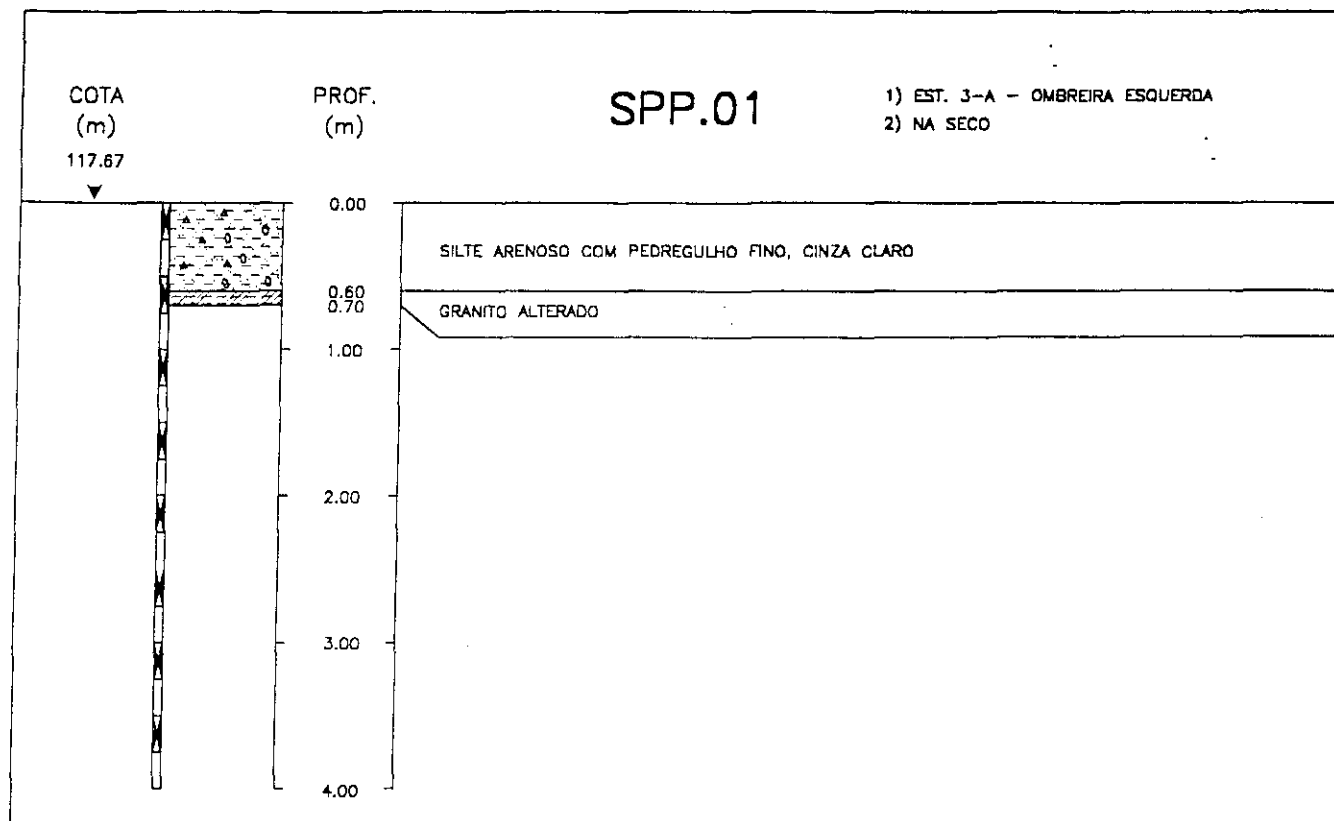 COTA
(m)
117.67
PROF.
(m)
SPP.01
1) EST. 3-A - OMBREIRA ESQUERDA
2) NA SECO
0.00
SILTE ARENOSO COM PEDREGULHO FINO, CINZA CLARO
0.60
0.70
GRANITO ALTERADO
1.00
2.00
3.00
4.00